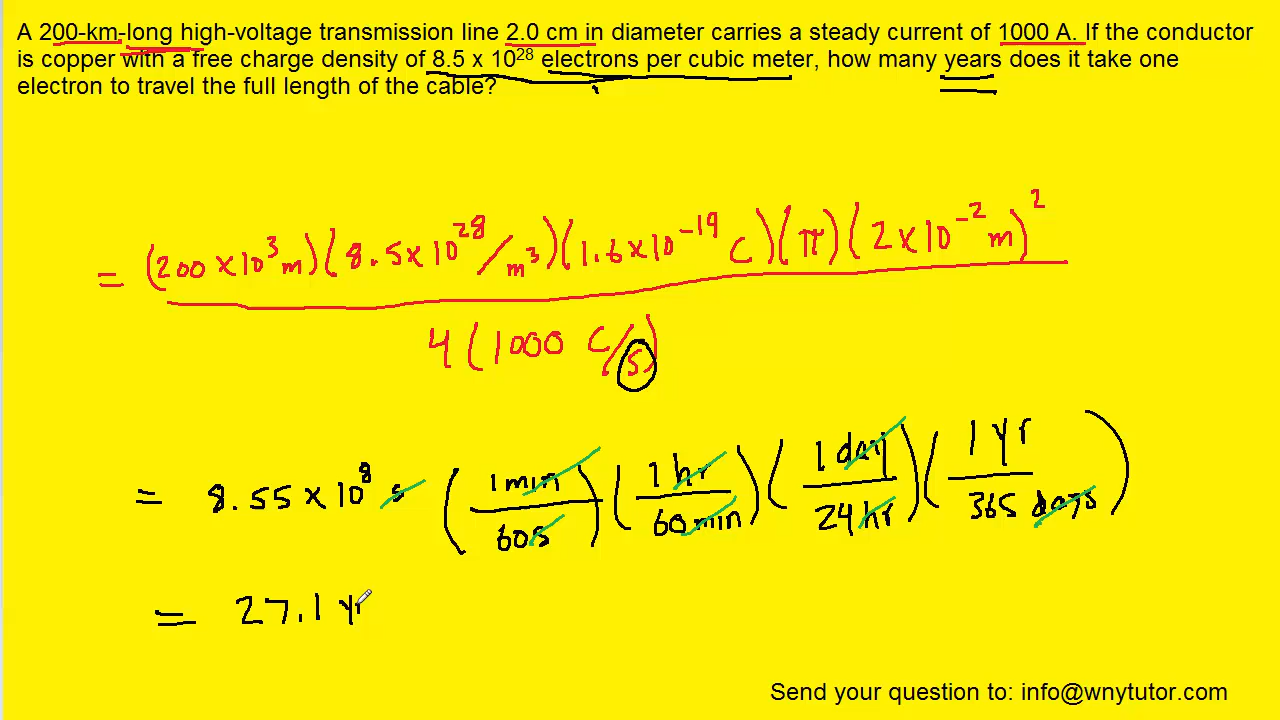 A 200-km-long high-voltage transmission line 2.0 cm in diameter carries a steady current of 1000 A. If the conductor
is copper with a free charge density of 8.5 x 10²⁸ electrons per cubic meter, how many years does it take one
electron to travel the full length of the cable?
= (200 x 10³ m)(8.5 x 10²⁸/m³)(1.6 x 10⁻¹⁹ C)(π)(2 x 10⁻² m)²
4 (1000 C/s)
= 8.55 x 10⁸ s (1 min / 60 s) (1 hr / 60 min) (1 day / 24 hr) (1 yr / 365 days)
= 27.1 yr
Send your question to: info@wnytutor.com